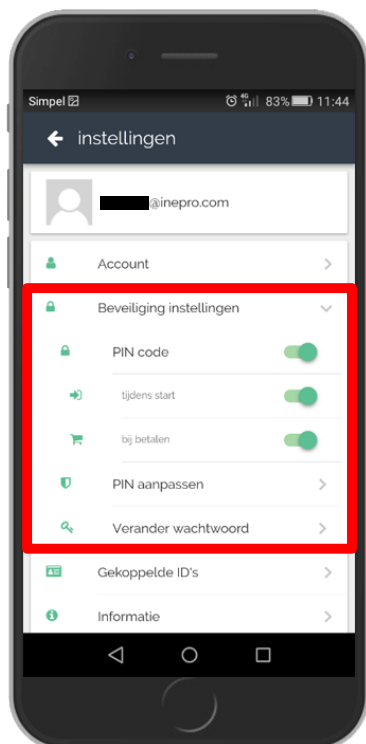 Simpel 4G 83% 11:44
instellingen
@inepro.com
Account
Beveiliging instellingen
PIN code
tijdens start
bij betalen
PIN aanpassen
Verander wachtwoord
Gekoppelde ID's
Informatie